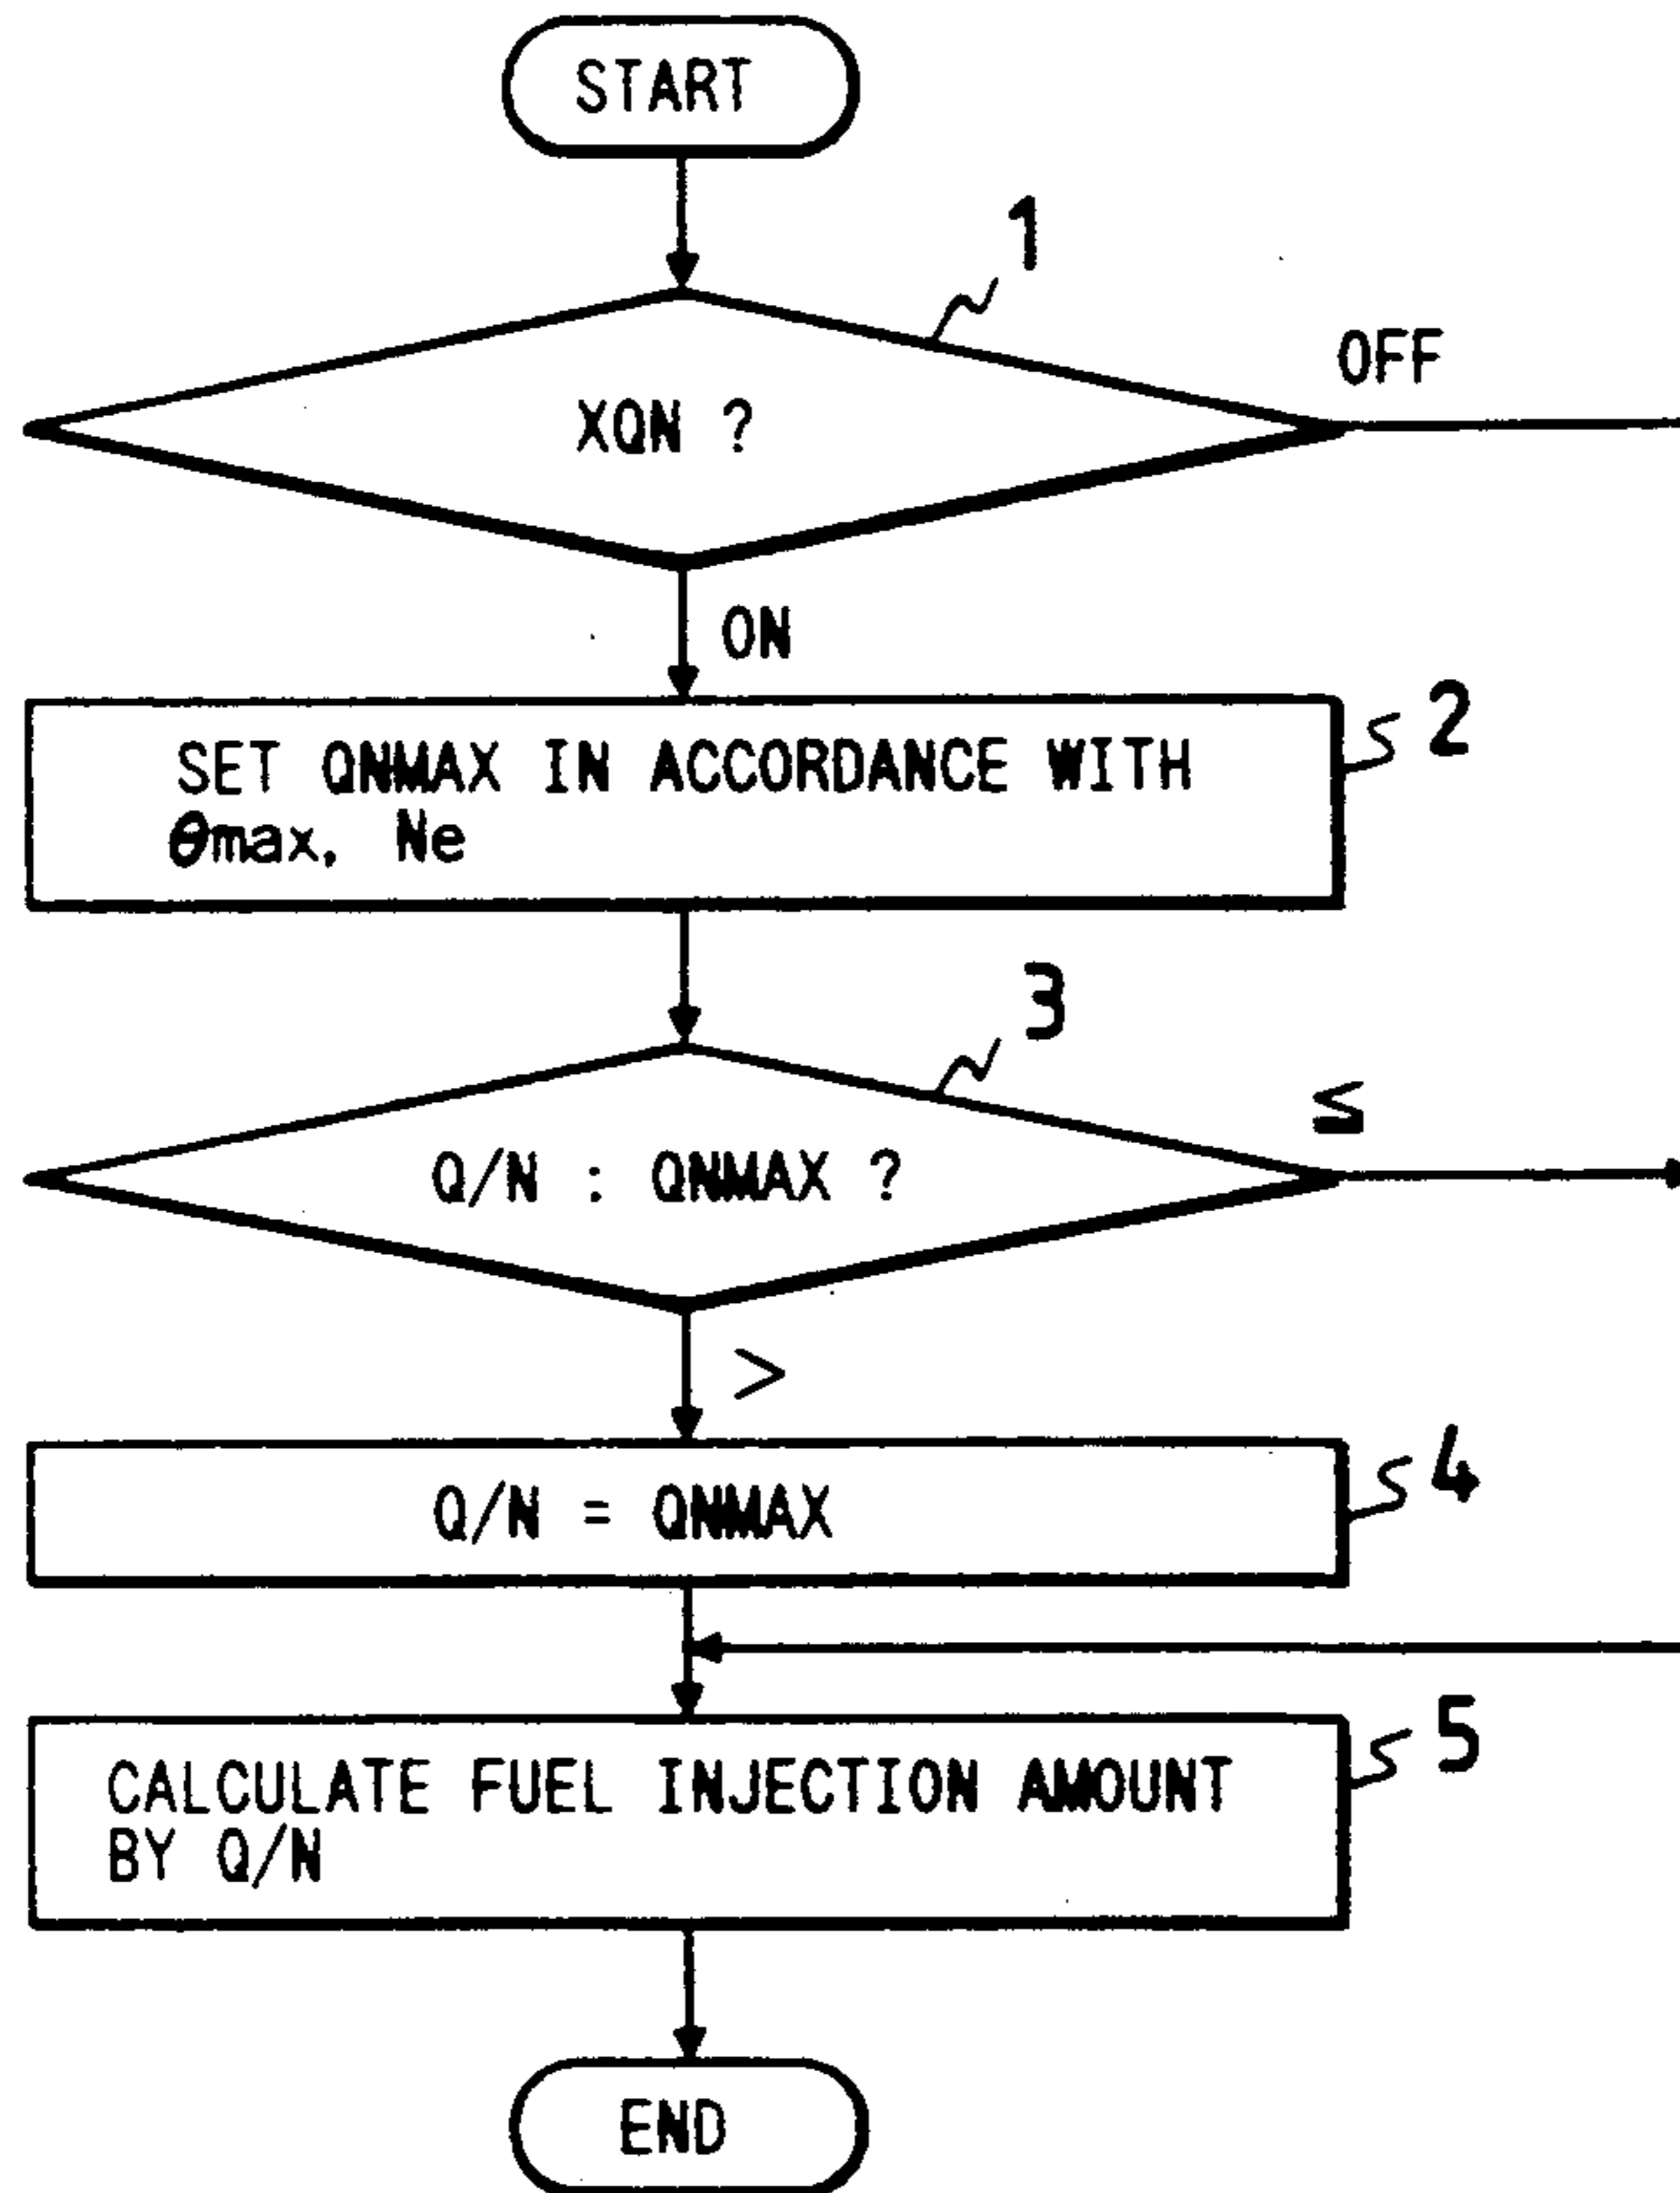 START
1
XQN ?
OFF
ON
2
SET QNMAX IN ACCORDANCE WITH
θmax, Ne
3
Q/N : QNMAX ?
≤
>
4
Q/N = QNMAX
5
CALCULATE FUEL INJECTION AMOUNT
BY Q/N
END